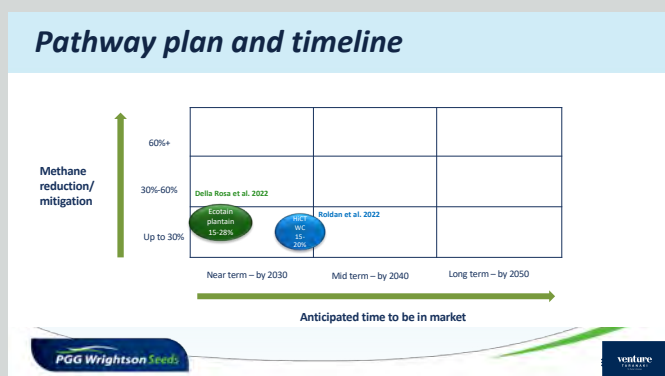 Pathway plan and timeline
60%+
Methane
reduction/
mitigation
30%-60%
Della Rosa et al. 2022
Ecotain
plantain
15-28%
HiCT
WC
15-
20%
Roldan et al. 2022
Up to 30%
Near term – by 2030
Mid term – by 2040
Long term – by 2050
Anticipated time to be in market
PGG Wrightson Seeds
venture
TARANAKI